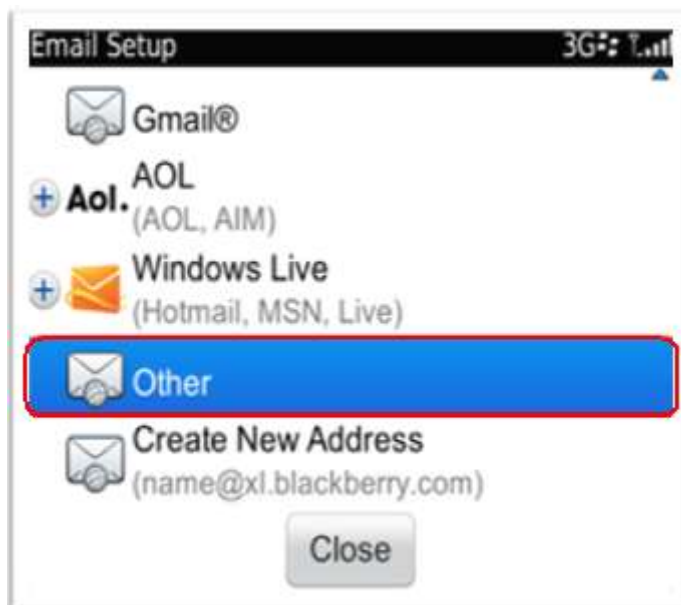 Email Setup 3G
Gmail®
Aol. AOL
(AOL, AIM)
Windows Live
(Hotmail, MSN, Live)
Other
Create New Address
(name@xl.blackberry.com)
Close